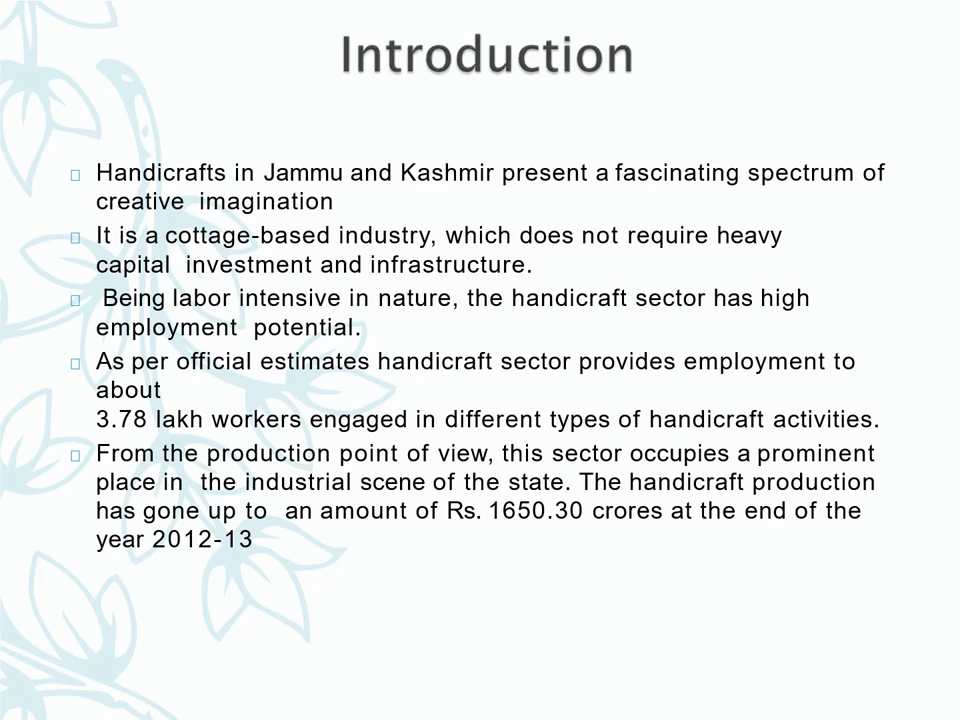 Introduction
Handicrafts in Jammu and Kashmir present a fascinating spectrum of
creative  imagination
It is a cottage-based industry, which does not require heavy
capital  investment and infrastructure.
Being labor intensive in nature, the handicraft sector has high
employment  potential.
As per official estimates handicraft sector provides employment to
about
3.78 lakh workers engaged in different types of handicraft activities.
From the production point of view, this sector occupies a prominent
place in  the industrial scene of the state. The handicraft production
has gone up to  an amount of Rs. 1650.30 crores at the end of the
year 2012-13